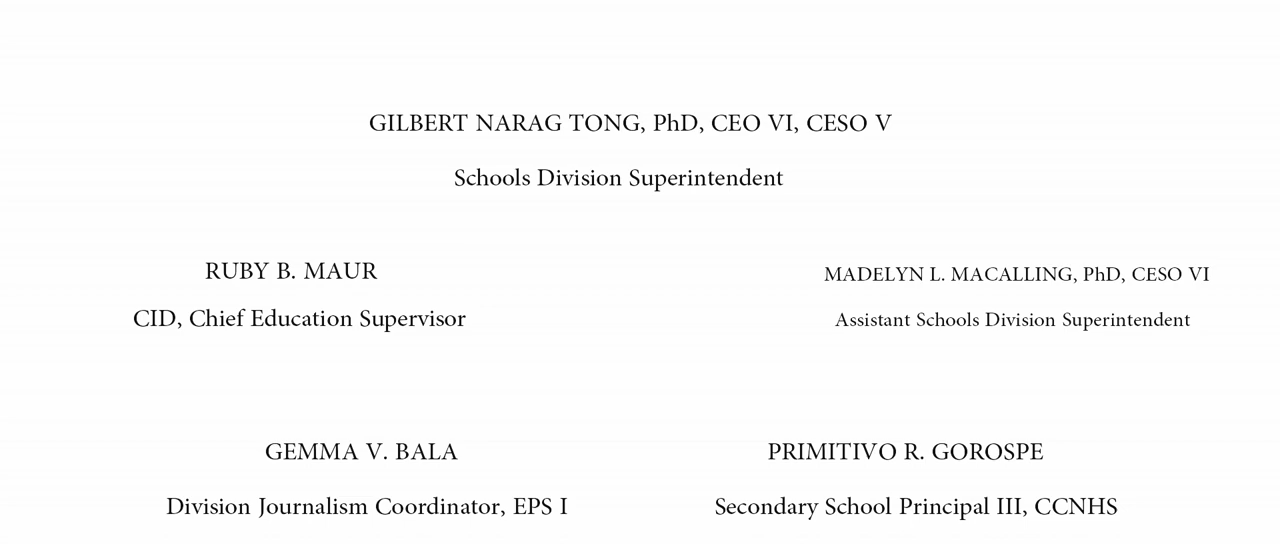 GILBERT NARAG TONG, PhD, CEO VI, CESO V
Schools Division Superintendent
RUBY B. MAUR
CID, Chief Education Supervisor
MADELYN L. MACALLING, PhD, CESO VI
Assistant Schools Division Superintendent
GEMMA V. BALA
Division Journalism Coordinator, EPS I
PRIMITIVO R. GOROSPE
Secondary School Principal III, CCNHS